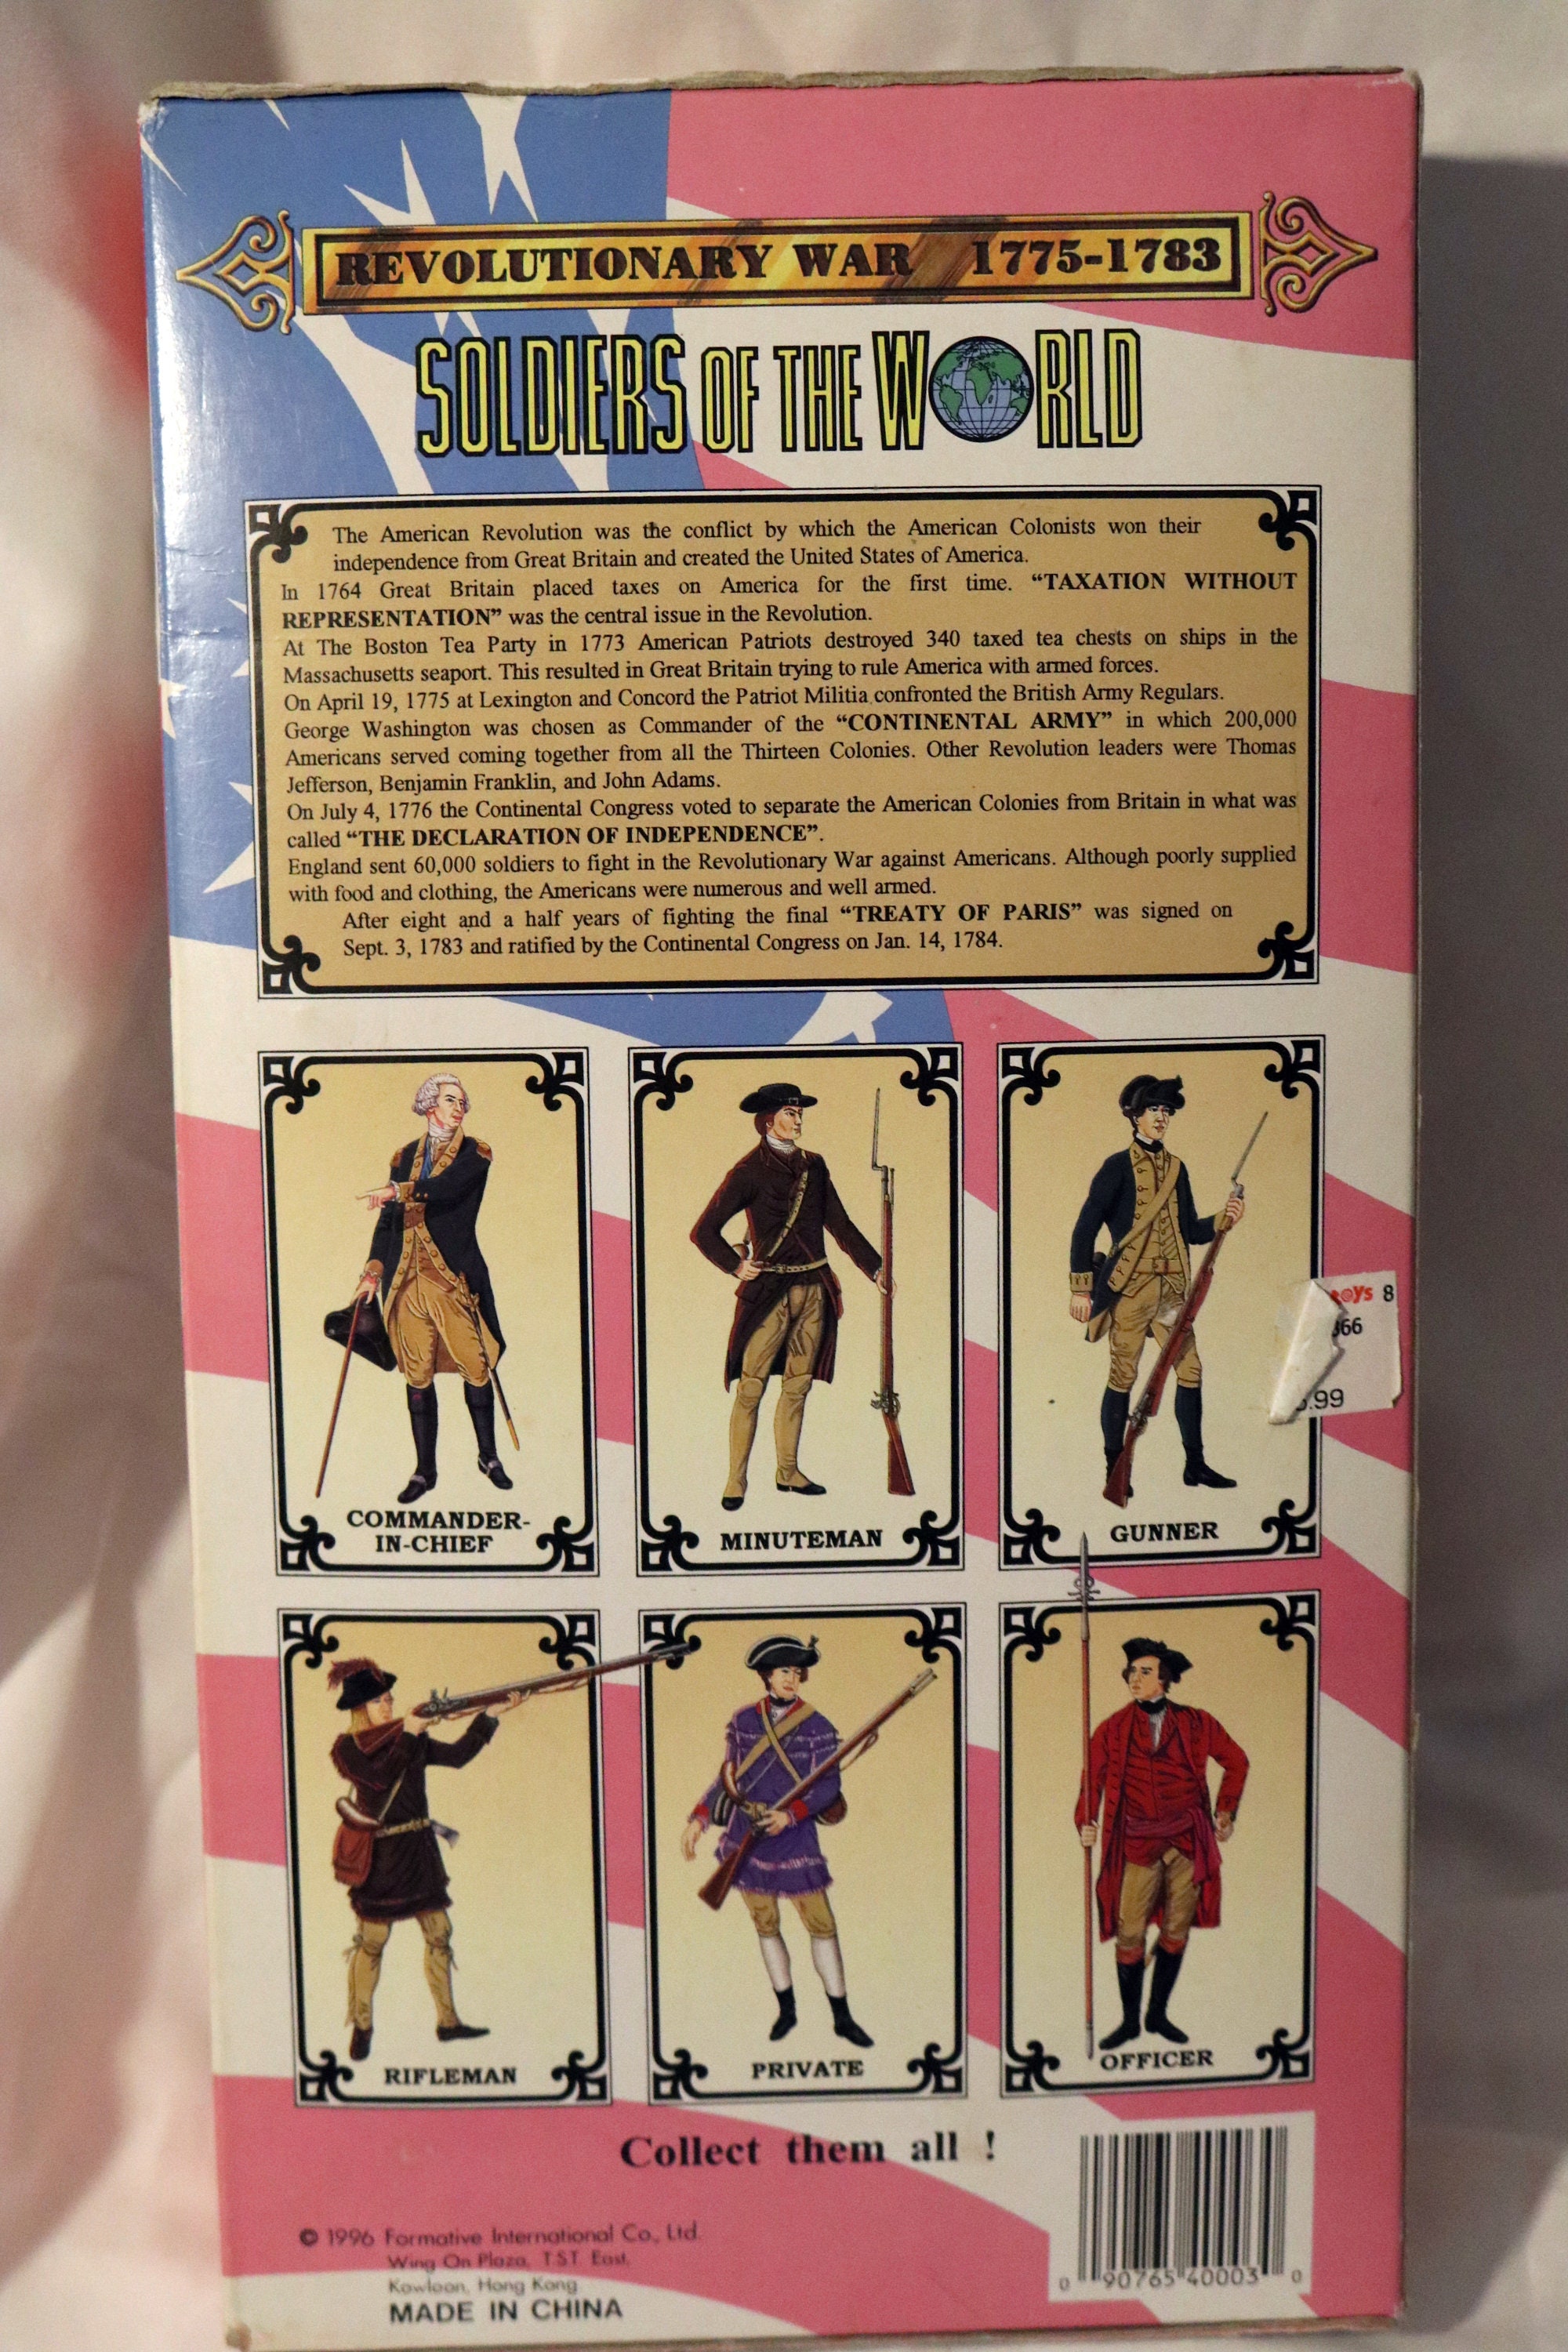 REVOLUTIONARY WAR 1775-1783
SOLDIERS OF THE WORLD
The American Revolution was the conflict by which the American Colonists won their
independence from Great Britain and created the United States of America.
In 1764 Great Britain placed taxes on America for the first time. “TAXATION WITHOUT
REPRESENTATION” was the central issue in the Revolution.
At The Boston Tea Party in 1773 American Patriots destroyed 340 taxed tea chests on ships in the
Massachusetts seaport. This resulted in Great Britain trying to rule America with armed forces.
On April 19, 1775 at Lexington and Concord the Patriot Militia confronted the British Army Regulars.
George Washington was chosen as Commander of the “CONTINENTAL ARMY” in which 200,000
Americans served coming together from all the Thirteen Colonies. Other Revolution leaders were Thomas
Jefferson, Benjamin Franklin, and John Adams.
On July 4, 1776 the Continental Congress voted to separate the American Colonies from Britain in what was
called “THE DECLARATION OF INDEPENDENCE”.
England sent 60,000 soldiers to fight in the Revolutionary War against Americans. Although poorly supplied
with food and clothing, the Americans were numerous and well armed.
After eight and a half years of fighting the final “TREATY OF PARIS” was signed on
Sept. 3, 1783 and ratified by the Continental Congress on Jan. 14, 1784.
COMMANDER-
IN-CHIEF
MINUTEMAN
GUNNER
8
.99
RIFLEMAN
PRIVATE
OFFICER
Collect them all !
© 1996 Formative International Co., Ltd.
Wing On Plaza, TST East,
Kowloon, Hong Kong
MADE IN CHINA
0 90765 40003 0